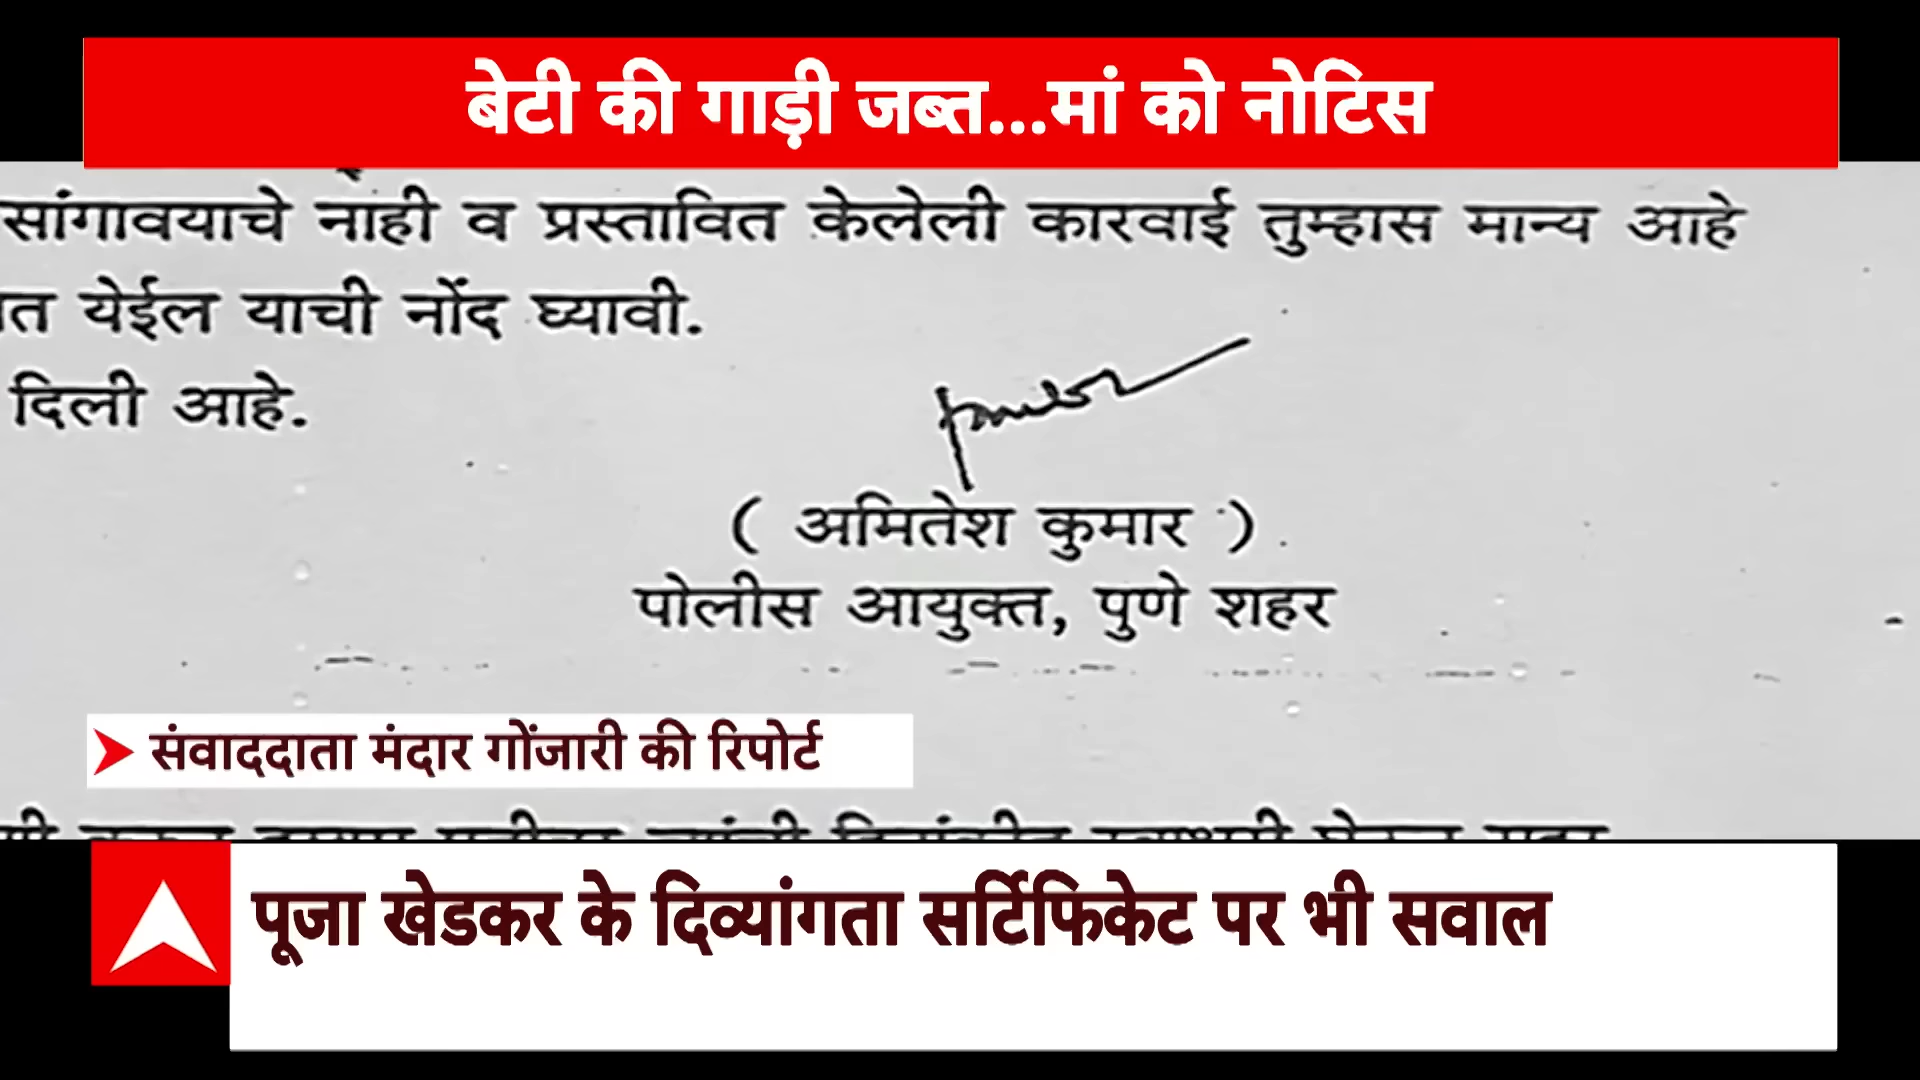 बेटी की गाड़ी जब्त...मां को नोटिस
सांगावयाचे नाही व प्रस्तावित केलेली कारवाई तुम्हास मान्य आहे
येईल याची नोंद घ्यावी.
दिली आहे.
( अमितेश कुमार )
पोलीस आयुक्त, पुणे शहर
संवाददाता मंदार गोंजारी की रिपोर्ट
पूजा खेडकर के दिव्यांगता सर्टिफिकेट पर भी सवाल